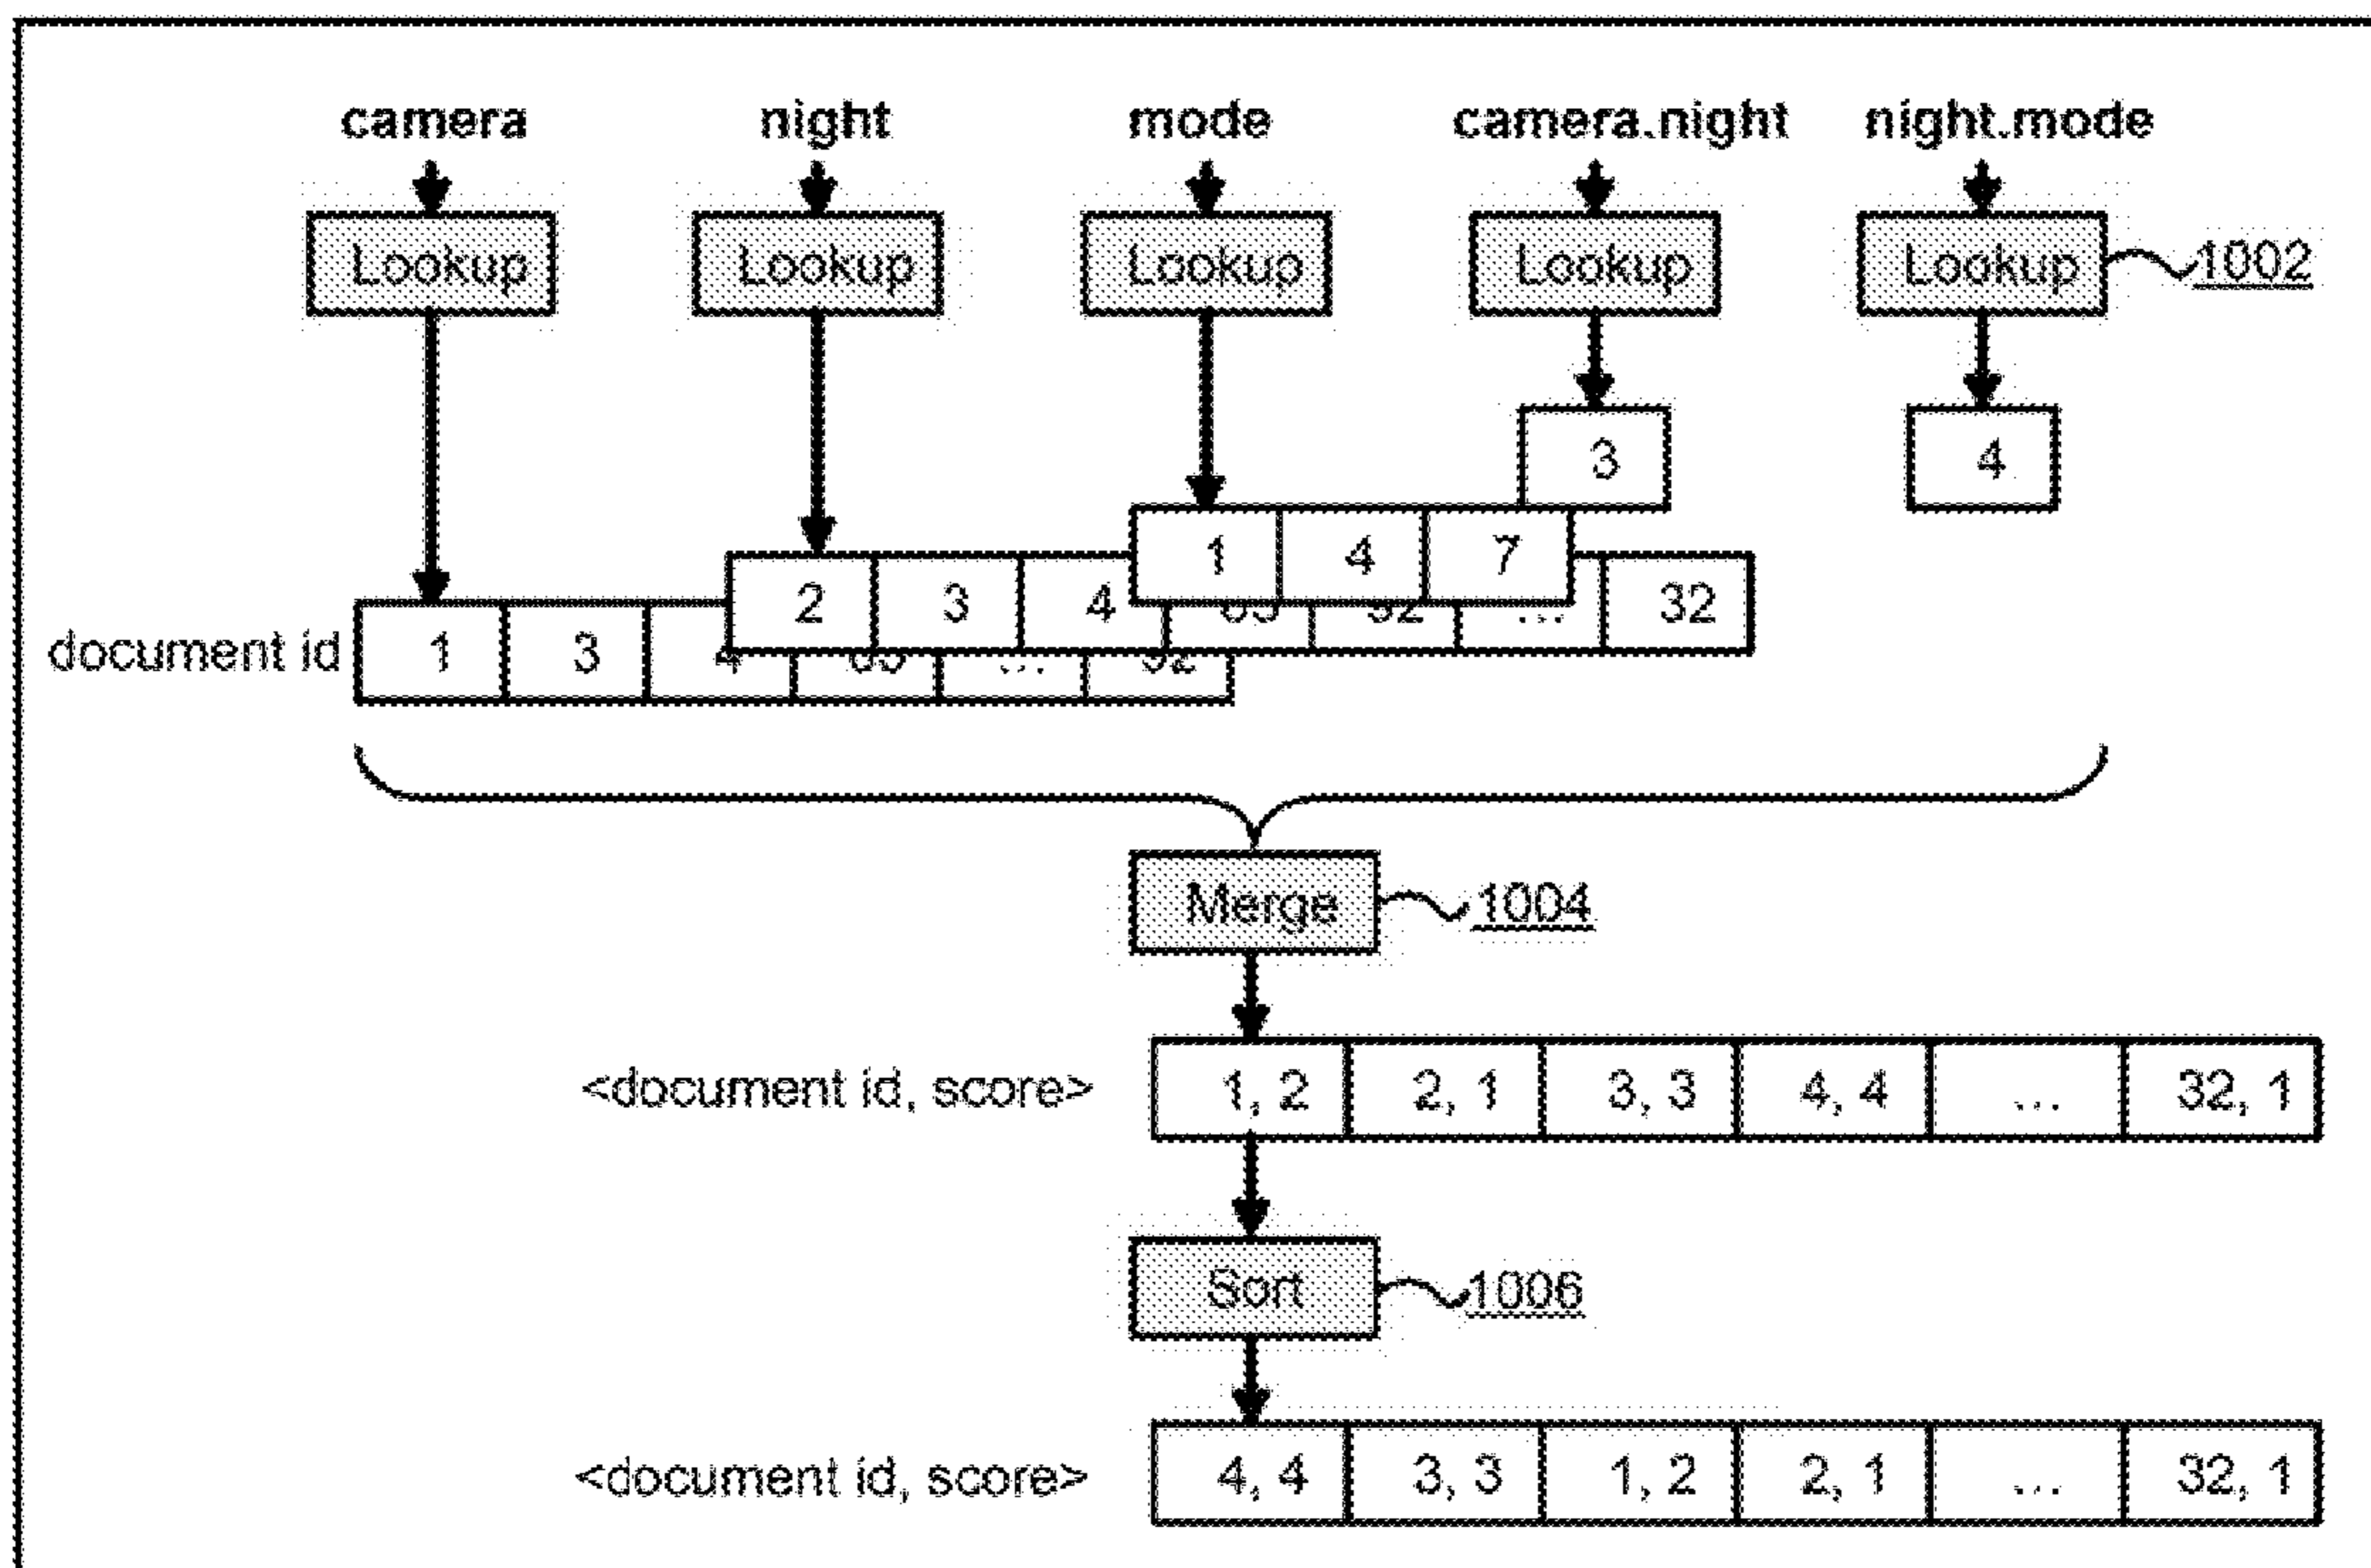 camera night mode camera.night night.mode
Lookup Lookup Lookup Lookup Lookup 1002
3 4
1 4 7
2 3 4 32
document id 1 3
Merge 1004
<document id, score> 1, 2 2, 1 3, 3 4, 4 ... 32, 1
Sort 1006
<document id, score> 4, 4 3, 3 1, 2 2, 1 ... 32, 1